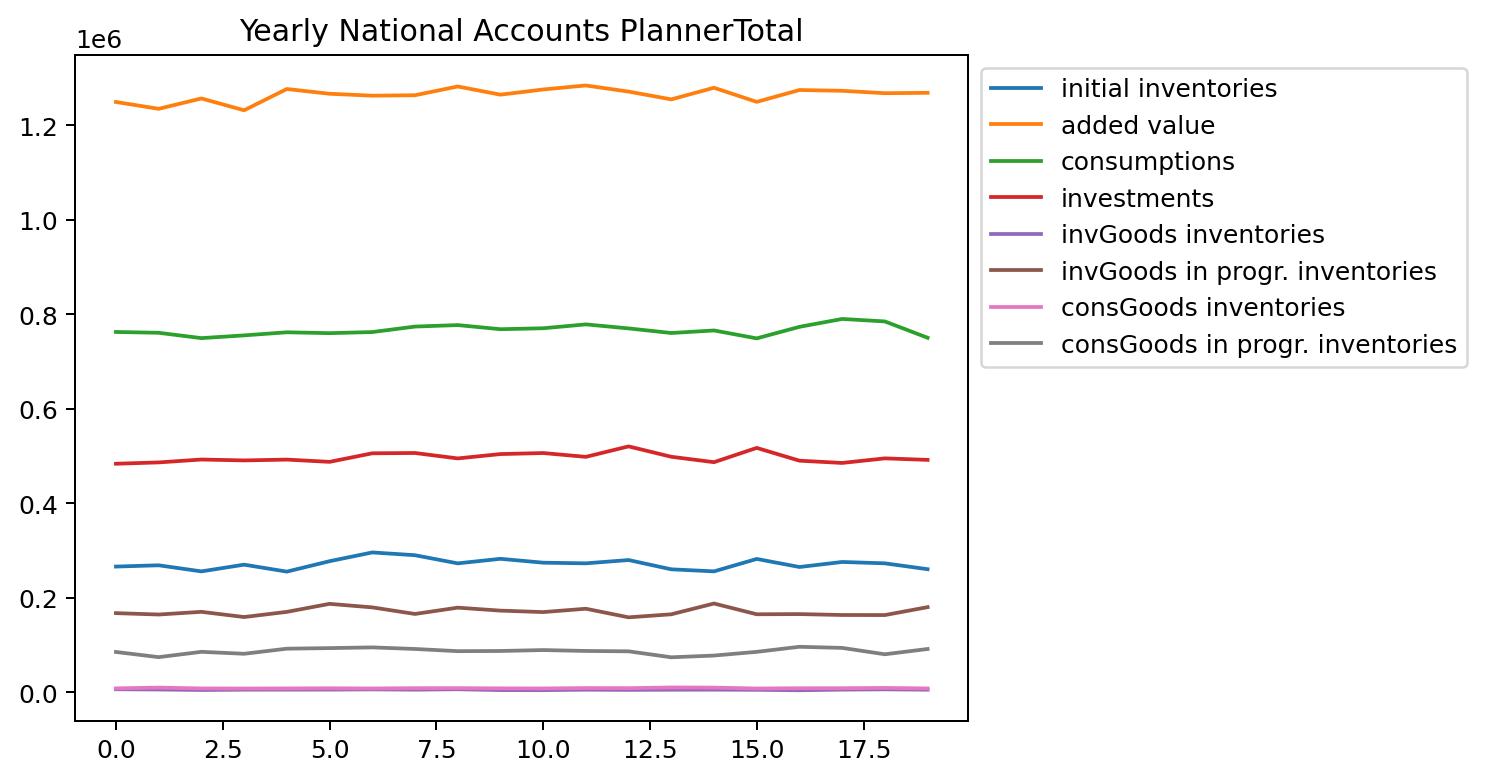 Yearly National Accounts PlannerTotal
1e6
1.2
1.0
0.8
0.6
0.4
0.2
0.0
0.0 2.5 5.0 7.5 10.0 12.5 15.0 17.5
initial inventories
added value
consumptions
investments
invGoods inventories
invGoods in progr. inventories
consGoods inventories
consGoods in progr. inventories